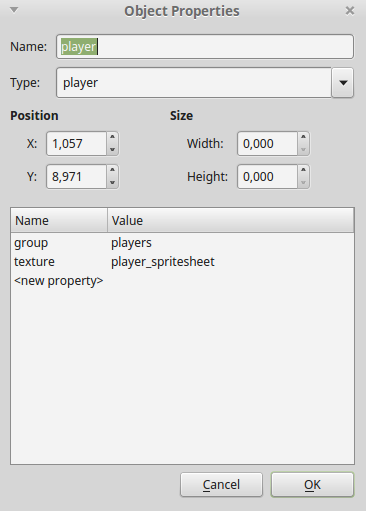 Object Properties
Name: player
Type: player
Position Size
X: 1,057 Width: 0,000
Y: 8,971 Height: 0,000
Name Value
group players
texture player_spritesheet
<new property>
Cancel OK